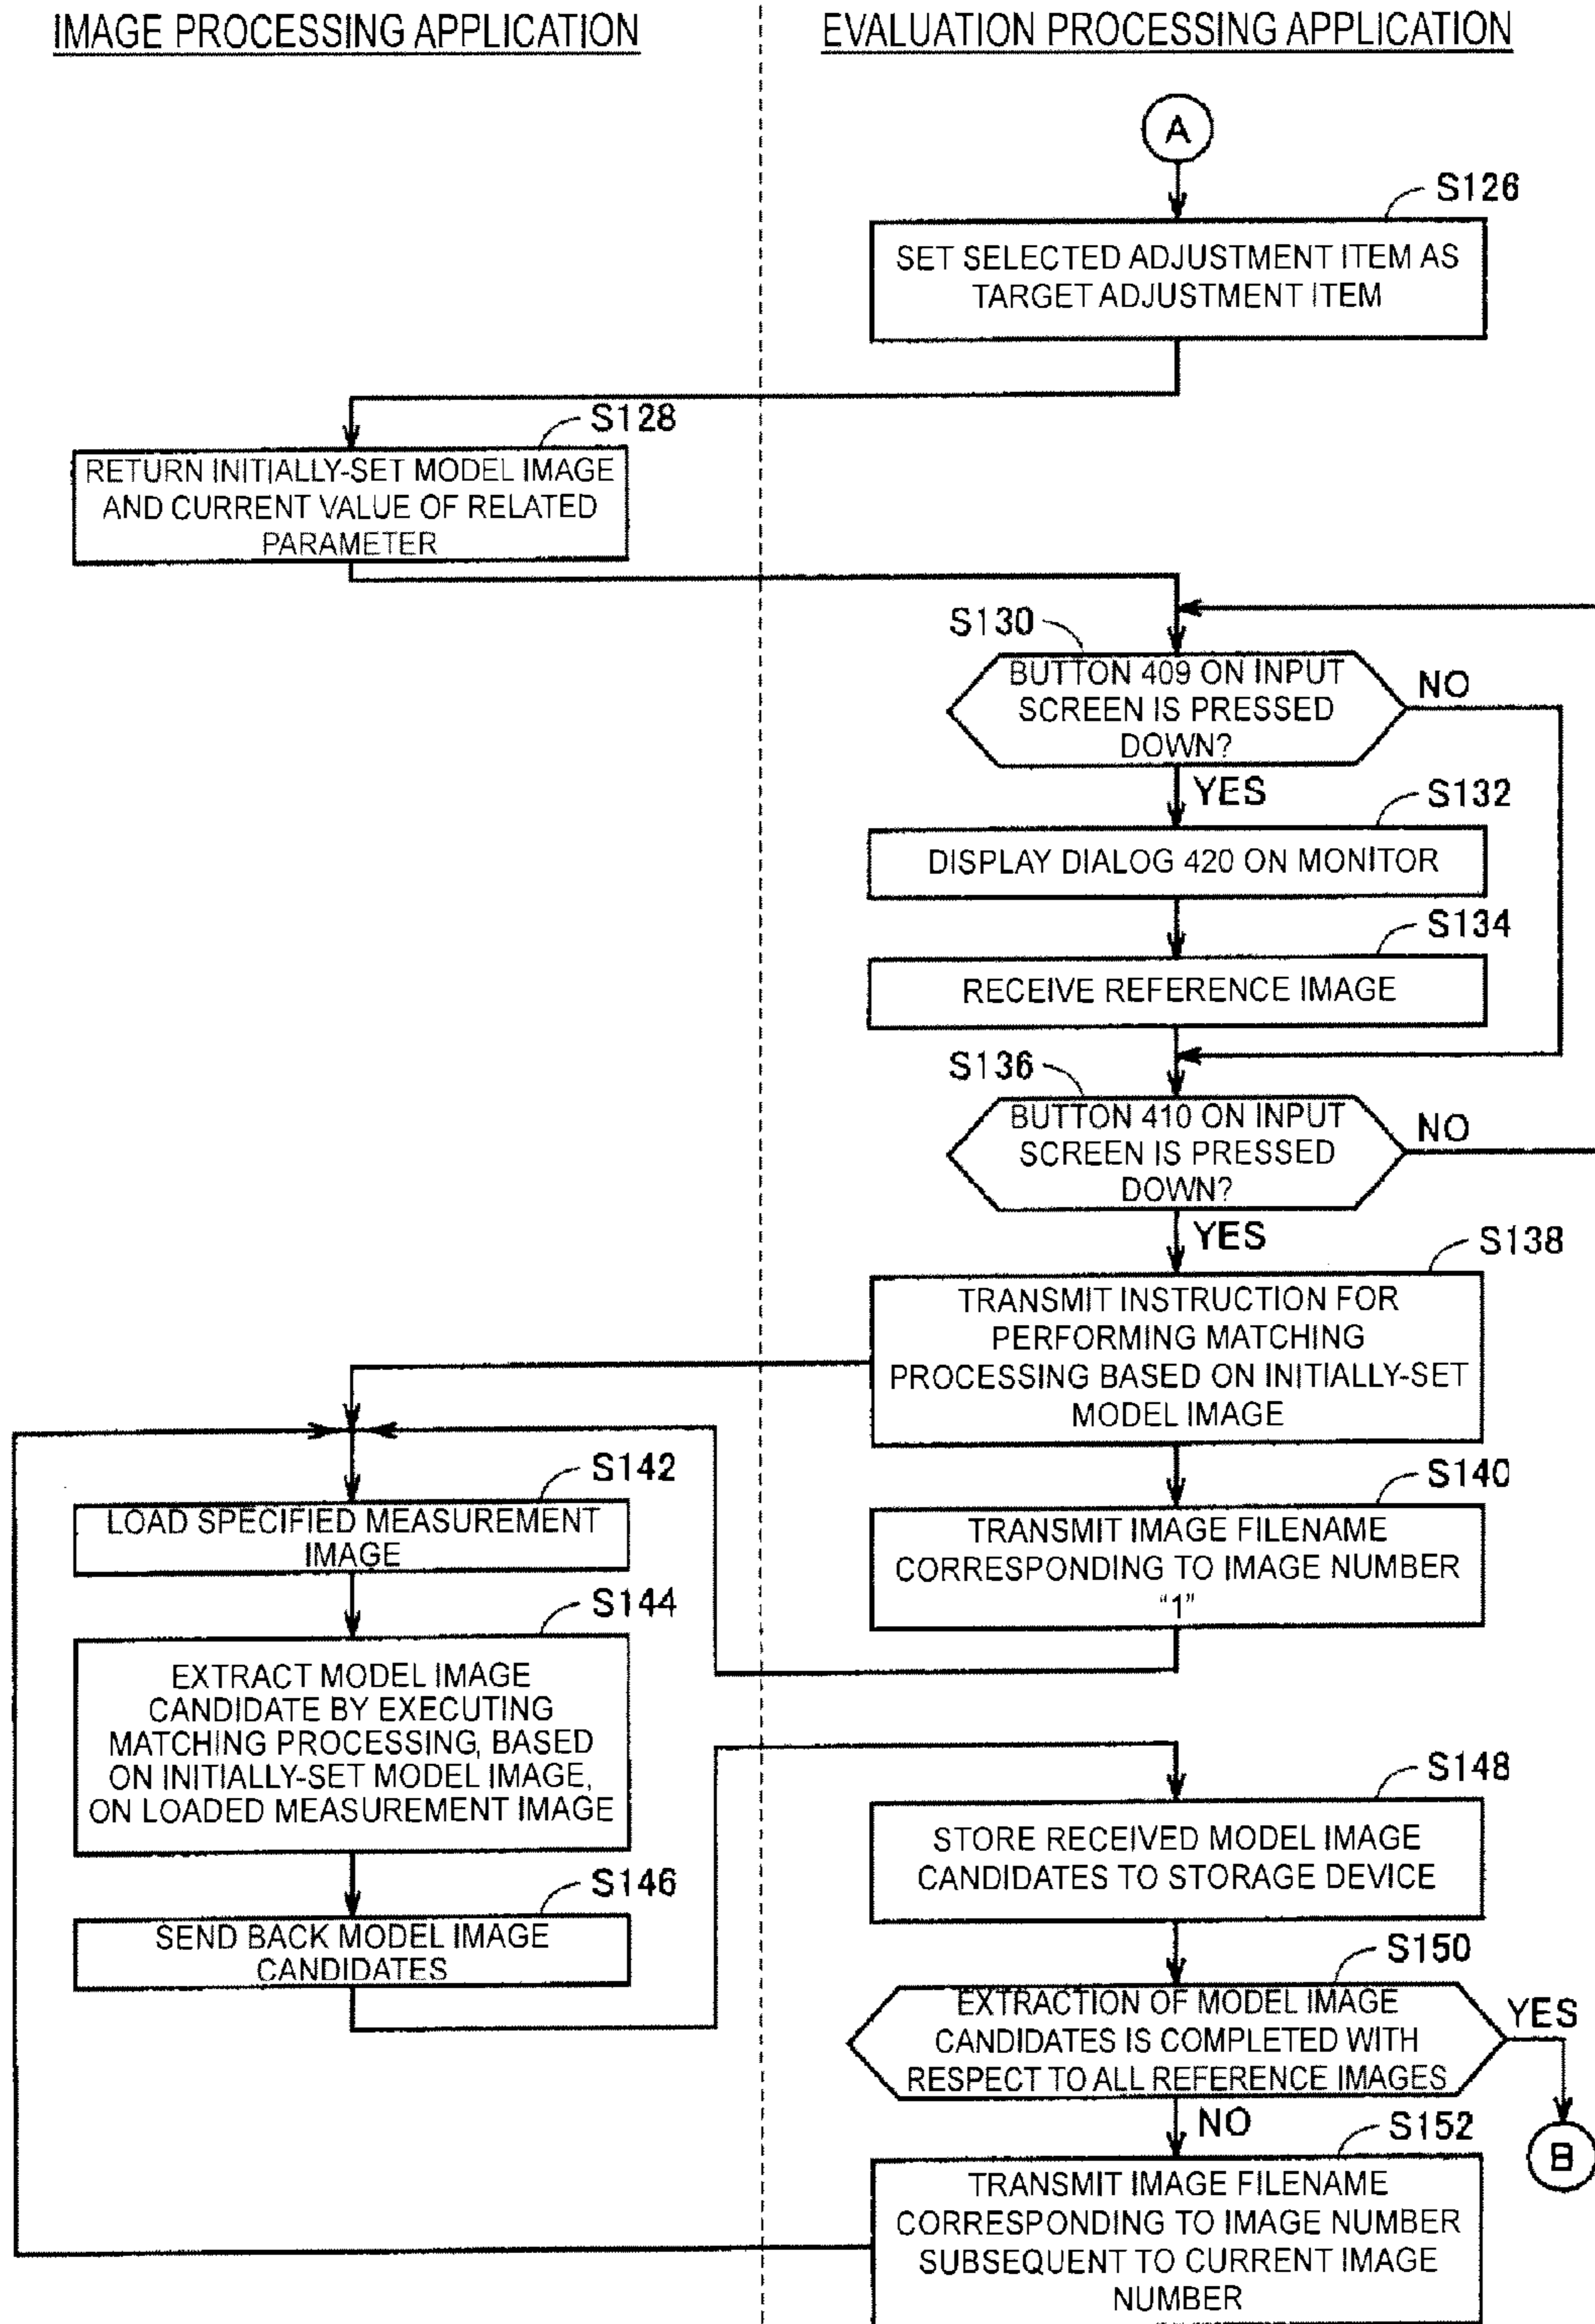 IMAGE PROCESSING APPLICATION
EVALUATION PROCESSING APPLICATION
A
S126
SET SELECTED ADJUSTMENT ITEM AS
TARGET ADJUSTMENT ITEM
S128
RETURN INITIALLY-SET MODEL IMAGE
AND CURRENT VALUE OF RELATED
PARAMETER
S130
BUTTON 409 ON INPUT
SCREEN IS PRESSED
DOWN?
NO
YES
S132
DISPLAY DIALOG 420 ON MONITOR
S134
RECEIVE REFERENCE IMAGE
S136
BUTTON 410 ON INPUT
SCREEN IS PRESSED
DOWN?
NO
YES
S138
TRANSMIT INSTRUCTION FOR
PERFORMING MATCHING
PROCESSING BASED ON INITIALLY-SET
MODEL IMAGE
S140
TRANSMIT IMAGE FILENAME
CORRESPONDING TO IMAGE NUMBER
"1"
S142
LOAD SPECIFIED MEASUREMENT
IMAGE
S144
EXTRACT MODEL IMAGE
CANDIDATE BY EXECUTING
MATCHING PROCESSING, BASED
ON INITIALLY-SET MODEL IMAGE,
ON LOADED MEASUREMENT IMAGE
S146
SEND BACK MODEL IMAGE
CANDIDATES
S148
STORE RECEIVED MODEL IMAGE
CANDIDATES TO STORAGE DEVICE
S150
EXTRACTION OF MODEL IMAGE
CANDIDATES IS COMPLETED WITH
RESPECT TO ALL REFERENCE IMAGES
YES
B
NO
S152
TRANSMIT IMAGE FILENAME
CORRESPONDING TO IMAGE NUMBER
SUBSEQUENT TO CURRENT IMAGE
NUMBER